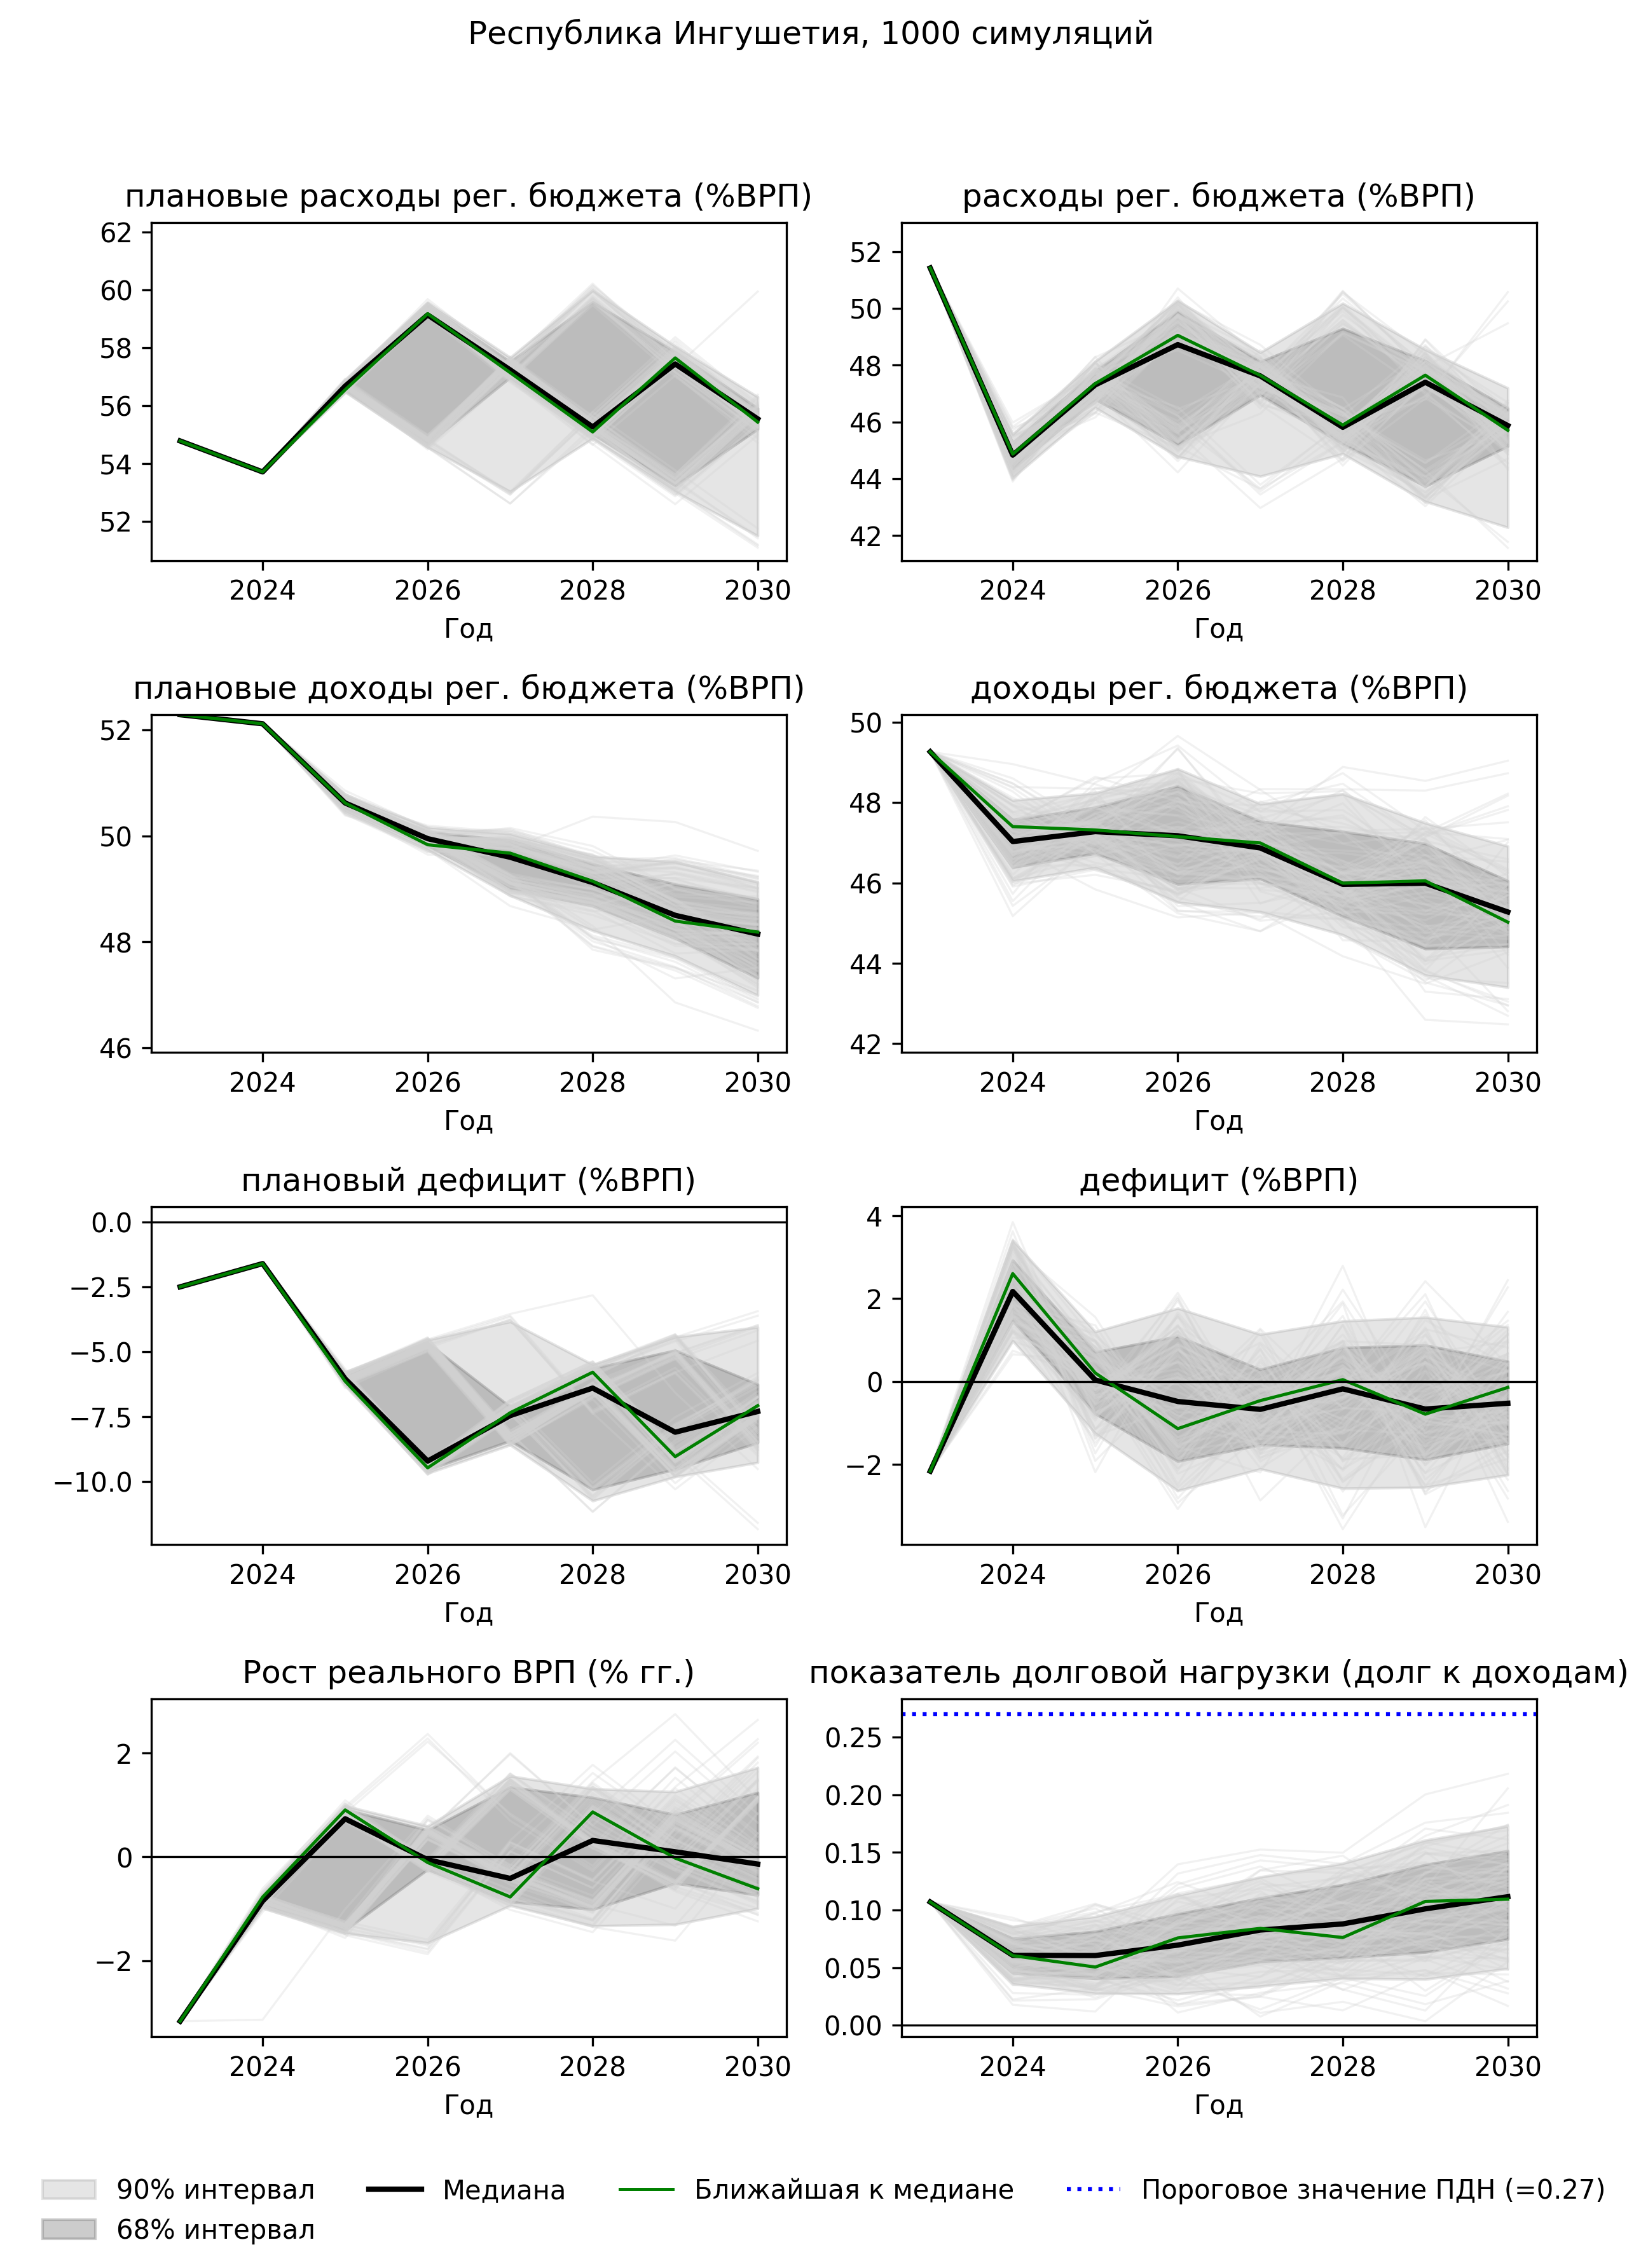 Республика Ингушетия, 1000 симуляций
плановые расходы рег. бюджета (%ВРП)
62
60
58
56
54
52
2024 2026 2028 2030
Год
расходы рег. бюджета (%ВРП)
52
50
48
46
44
42
2024 2026 2028 2030
Год
плановые доходы рег. бюджета (%ВРП)
52
50
48
46
2024 2026 2028 2030
Год
доходы рег. бюджета (%ВРП)
50
48
46
44
42
2024 2026 2028 2030
Год
плановый дефицит (%ВРП)
0.0
−2.5
−5.0
−7.5
−10.0
2024 2026 2028 2030
Год
дефицит (%ВРП)
4
2
0
−2
2024 2026 2028 2030
Год
Рост реального ВРП (% гг.)
2
0
−2
2024 2026 2028 2030
Год
показатель долговой нагрузки (долг к доходам)
0.25
0.20
0.15
0.10
0.05
0.00
2024 2026 2028 2030
Год
90% интервал
68% интервал
Медиана
Ближайшая к медиане
Пороговое значение ПДН (=0.27)